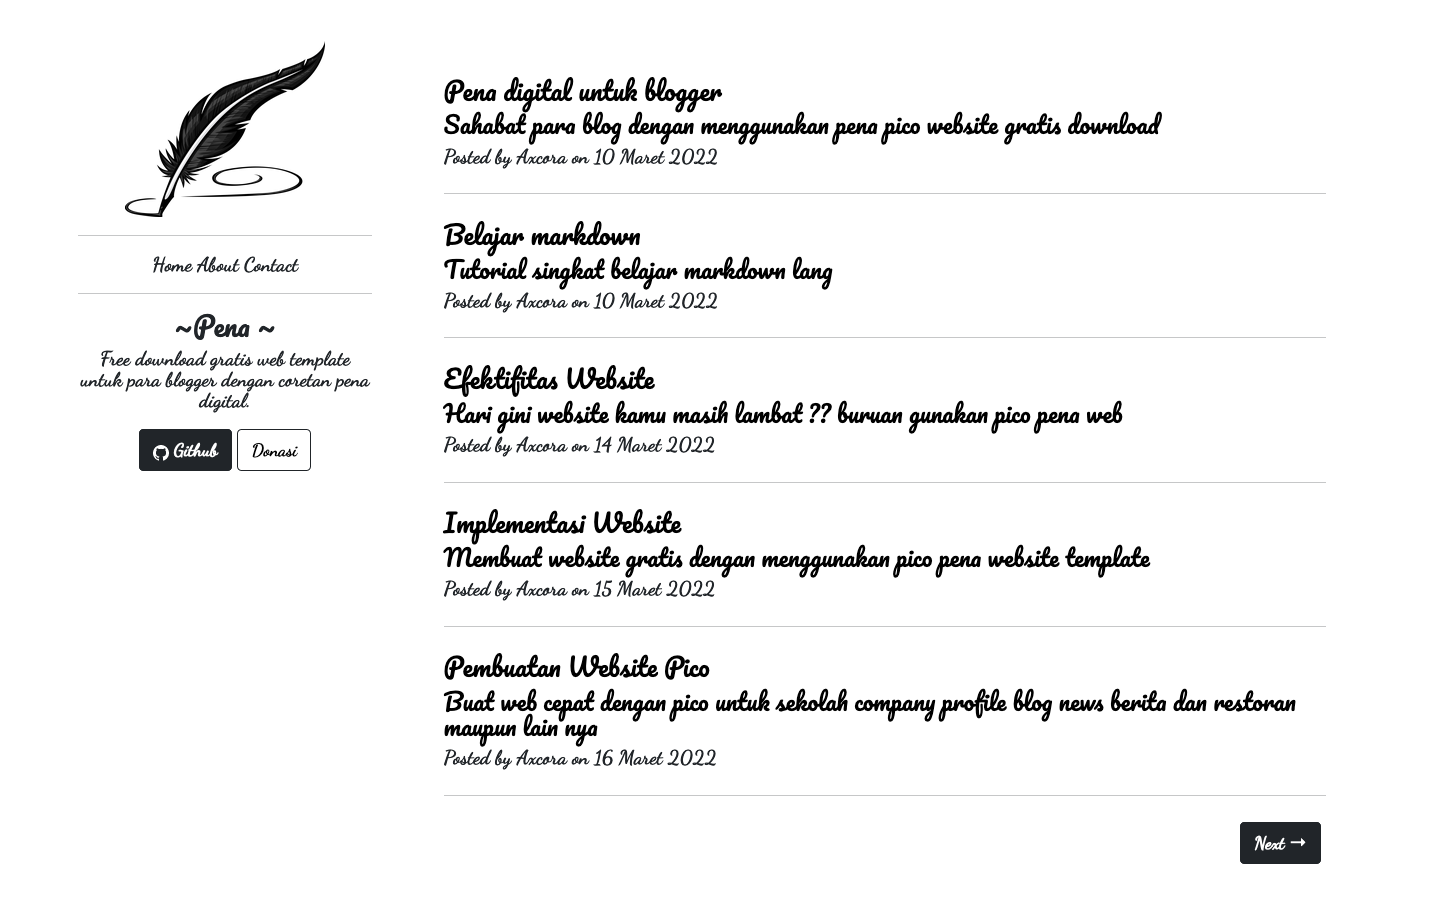 Home About Contact
~Pena ~
Free download gratis web template
untuk para blogger dengan coretan pena
digital.
Github
Donasi
Pena digital untuk blogger
Sahabat para blog dengan menggunakan pena pico website gratis download
Posted by Axcora on 10 Maret 2022
Belajar markdown
Tutorial singkat belajar markdown lang
Posted by Axcora on 10 Maret 2022
Efektifitas Website
Hari gini website kamu masih lambat ?? buruan gunakan pico pena web
Posted by Axcora on 14 Maret 2022
Implementasi Website
Membuat website gratis dengan menggunakan pico pena website template
Posted by Axcora on 15 Maret 2022
Pembuatan Website Pico
Buat web cepat dengan pico untuk sekolah company profile blog news berita dan restoran
maupun lain nya
Posted by Axcora on 16 Maret 2022
Next →